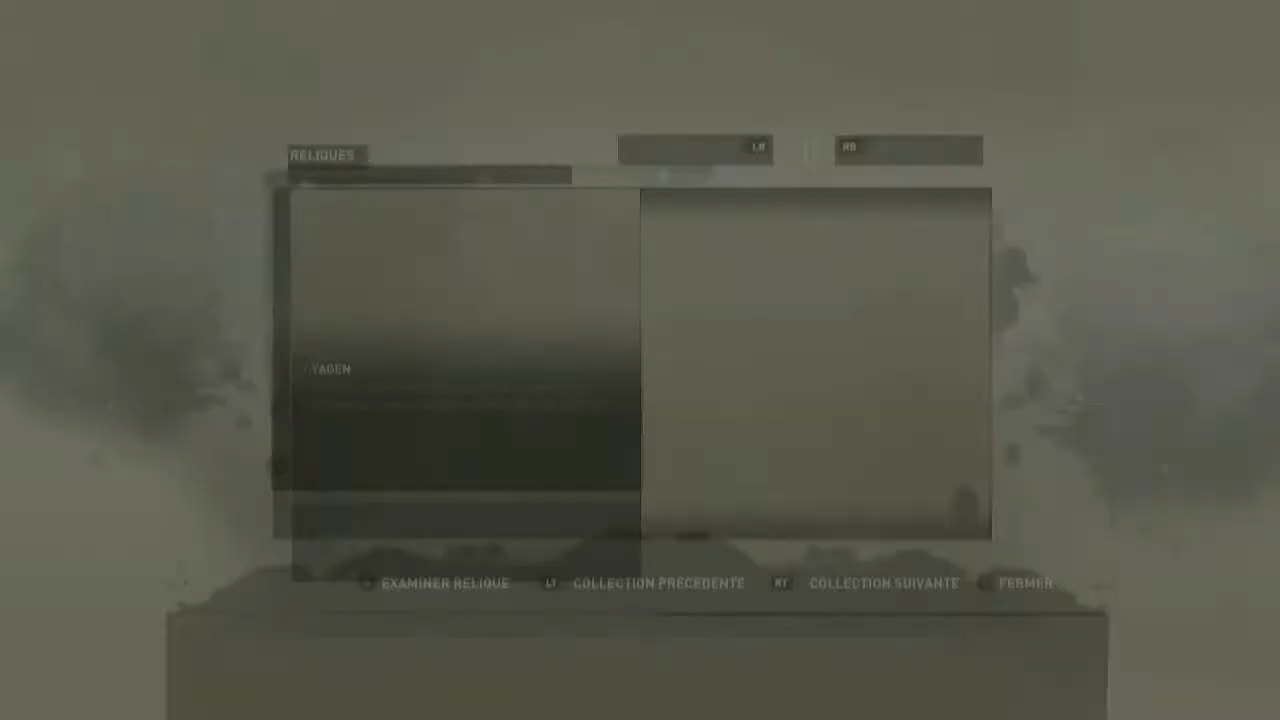 RELIQUES
LB
RB
YAGEN
EXAMINER RELIQUE LT COLLECTION PRÉCÉDENTE RT COLLECTION SUIVANTE FERMER